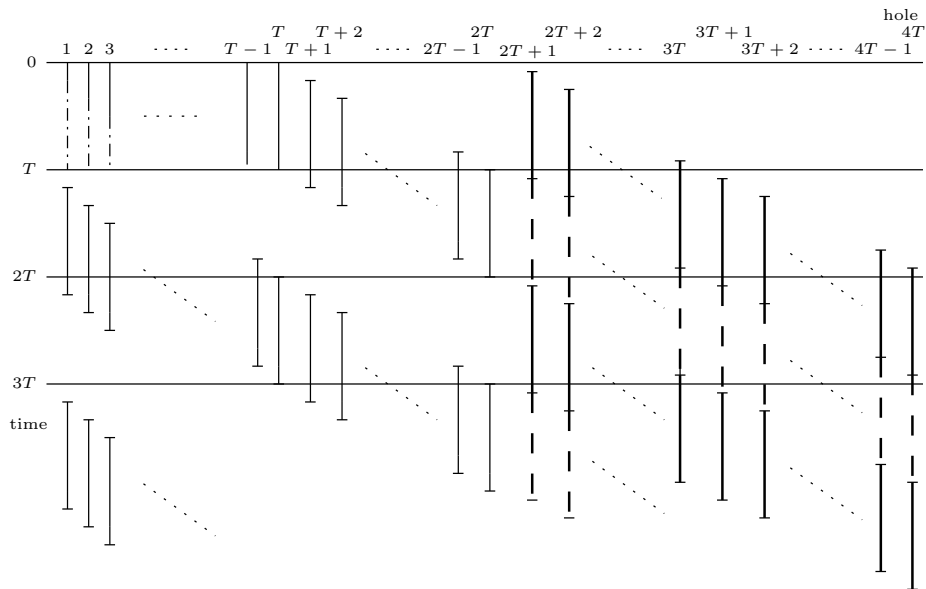 hole
T T + 2 2T 2T + 2 3T + 1 4T
1 2 3 ···· T − 1 T + 1 ···· 2T − 1 2T + 1 ···· 3T 3T + 2 ····· 4T − 1
0
T
2T
3T
time